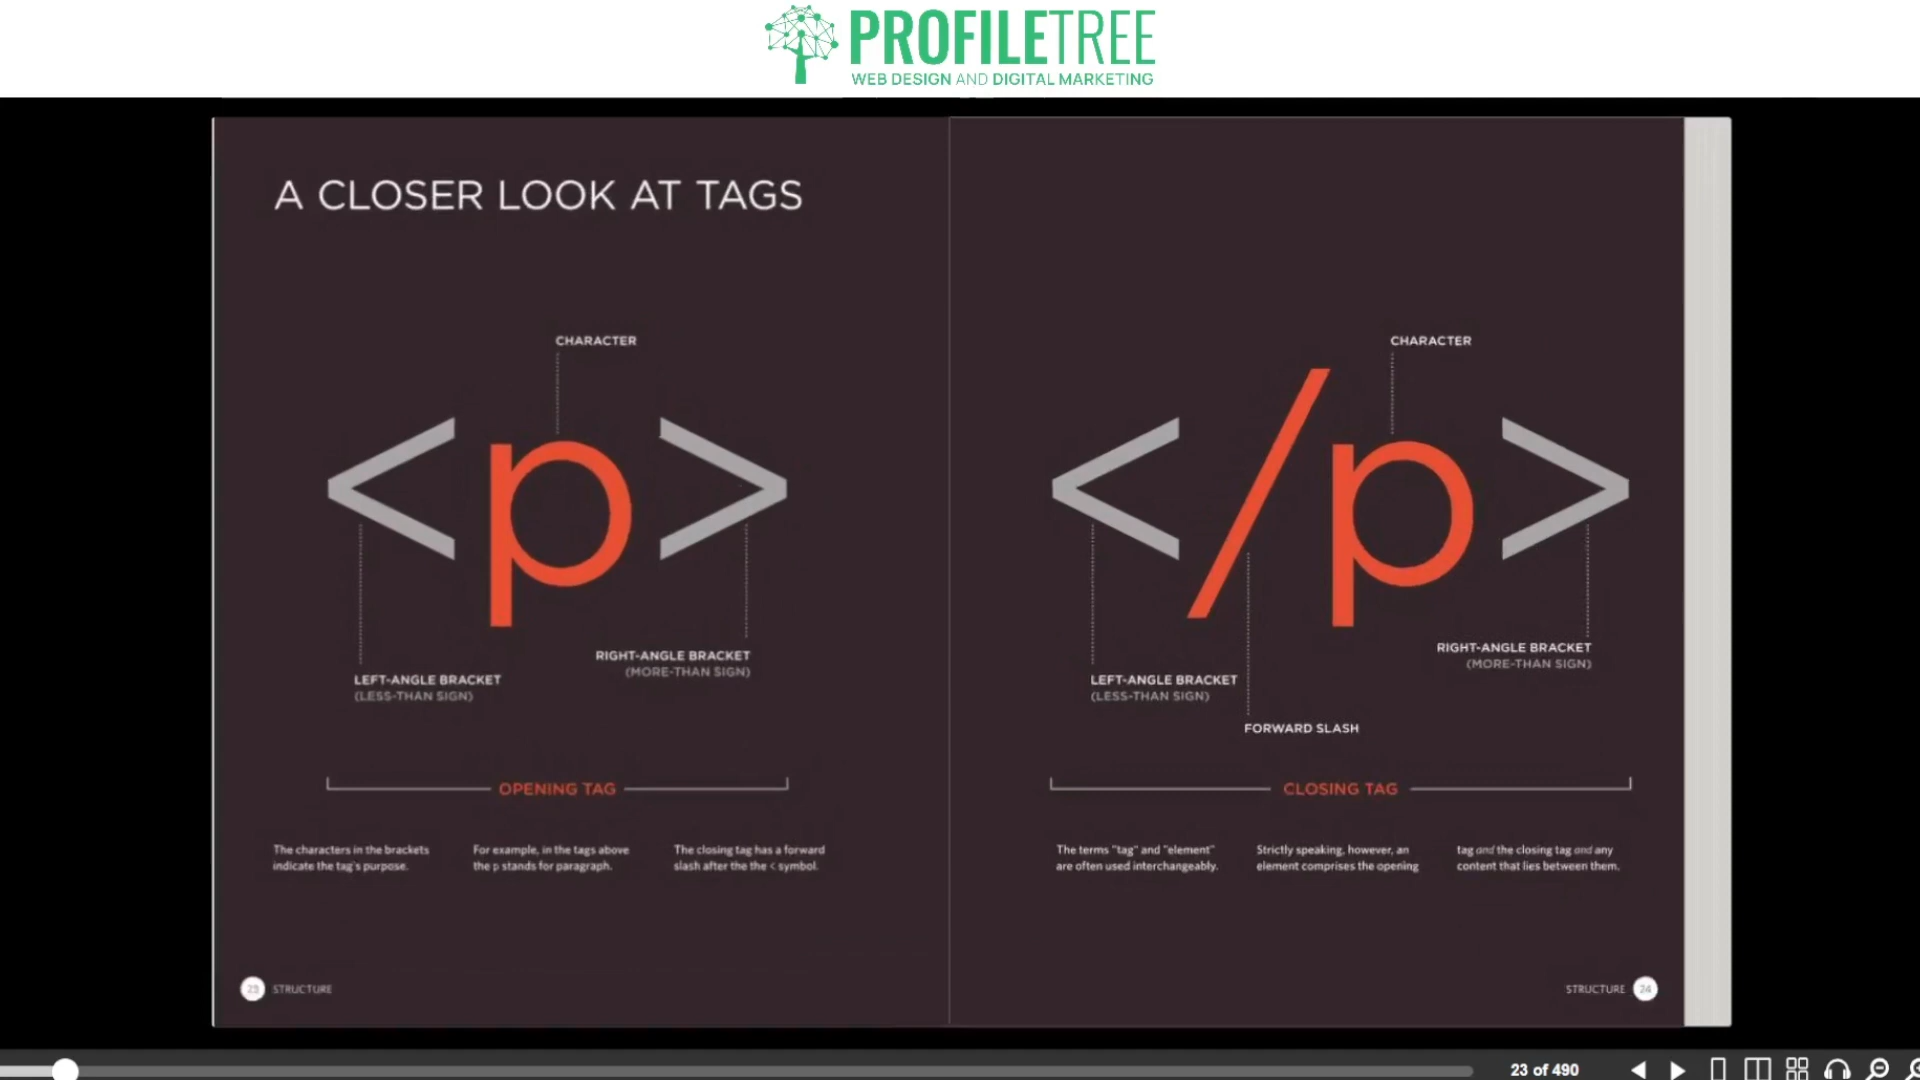 PROFILETREE
WEB DESIGN AND DIGITAL MARKETING
A CLOSER LOOK AT TAGS
CHARACTER
<p>
LEFT-ANGLE BRACKET
(LESS-THAN SIGN)
RIGHT-ANGLE BRACKET
(MORE-THAN SIGN)
OPENING TAG
The characters in the brackets
indicate the tag's purpose.
For example, in the tags above
the p stands for paragraph.
The closing tag has a forward
slash after the the < symbol.
23 STRUCTURE
CHARACTER
</p>
LEFT-ANGLE BRACKET
(LESS-THAN SIGN)
RIGHT-ANGLE BRACKET
(MORE-THAN SIGN)
FORWARD SLASH
CLOSING TAG
The terms "tag" and "element"
are often used interchangeably.
Strictly speaking, however, an
element comprises the opening
tag and the closing tag and any
content that lies between them.
STRUCTURE 24
23 of 490